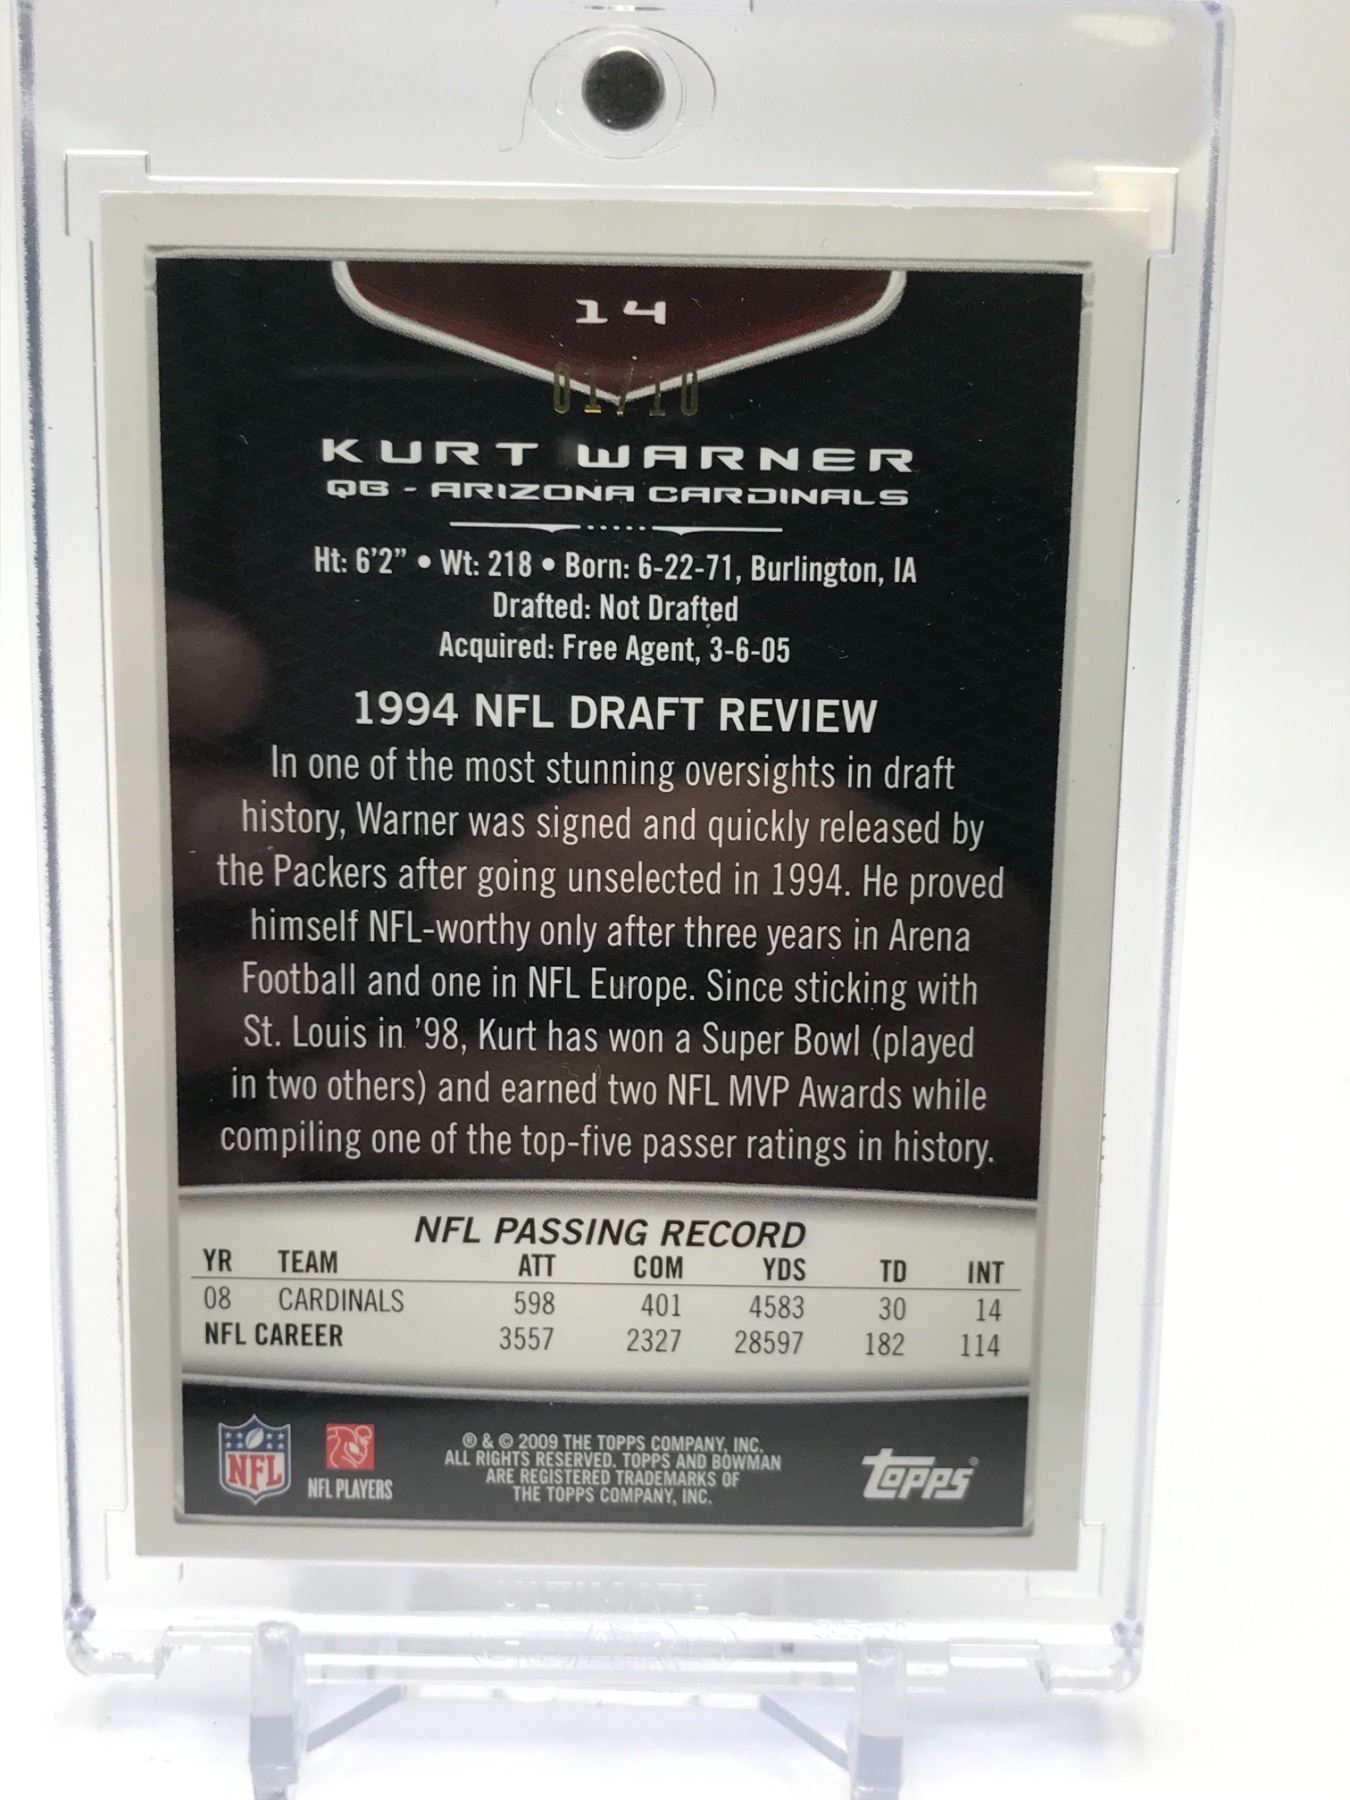 14
01/10
KURT WARNER
QB - ARIZONA CARDINALS
Ht: 6'2" • Wt: 218 • Born: 6-22-71, Burlington, IA
Drafted: Not Drafted
Acquired: Free Agent, 3-6-05
1994 NFL DRAFT REVIEW
In one of the most stunning oversights in draft
history, Warner was signed and quickly released by
the Packers after going unselected in 1994. He proved
himself NFL-worthy only after three years in Arena
Football and one in NFL Europe. Since sticking with
St. Louis in '98, Kurt has won a Super Bowl (played
in two others) and earned two NFL MVP Awards while
compiling one of the top-five passer ratings in history.
NFL PASSING RECORD
YR TEAM ATT COM YDS TD INT
08 CARDINALS 598 401 4583 30 14
NFL CAREER 3557 2327 28597 182 114
NFL
NFL PLAYERS
® & © 2009 THE TOPPS COMPANY, INC.
ALL RIGHTS RESERVED. TOPPS AND BOWMAN
ARE REGISTERED TRADEMARKS OF
THE TOPPS COMPANY, INC.
topps®
ULTIMATE
GUARD